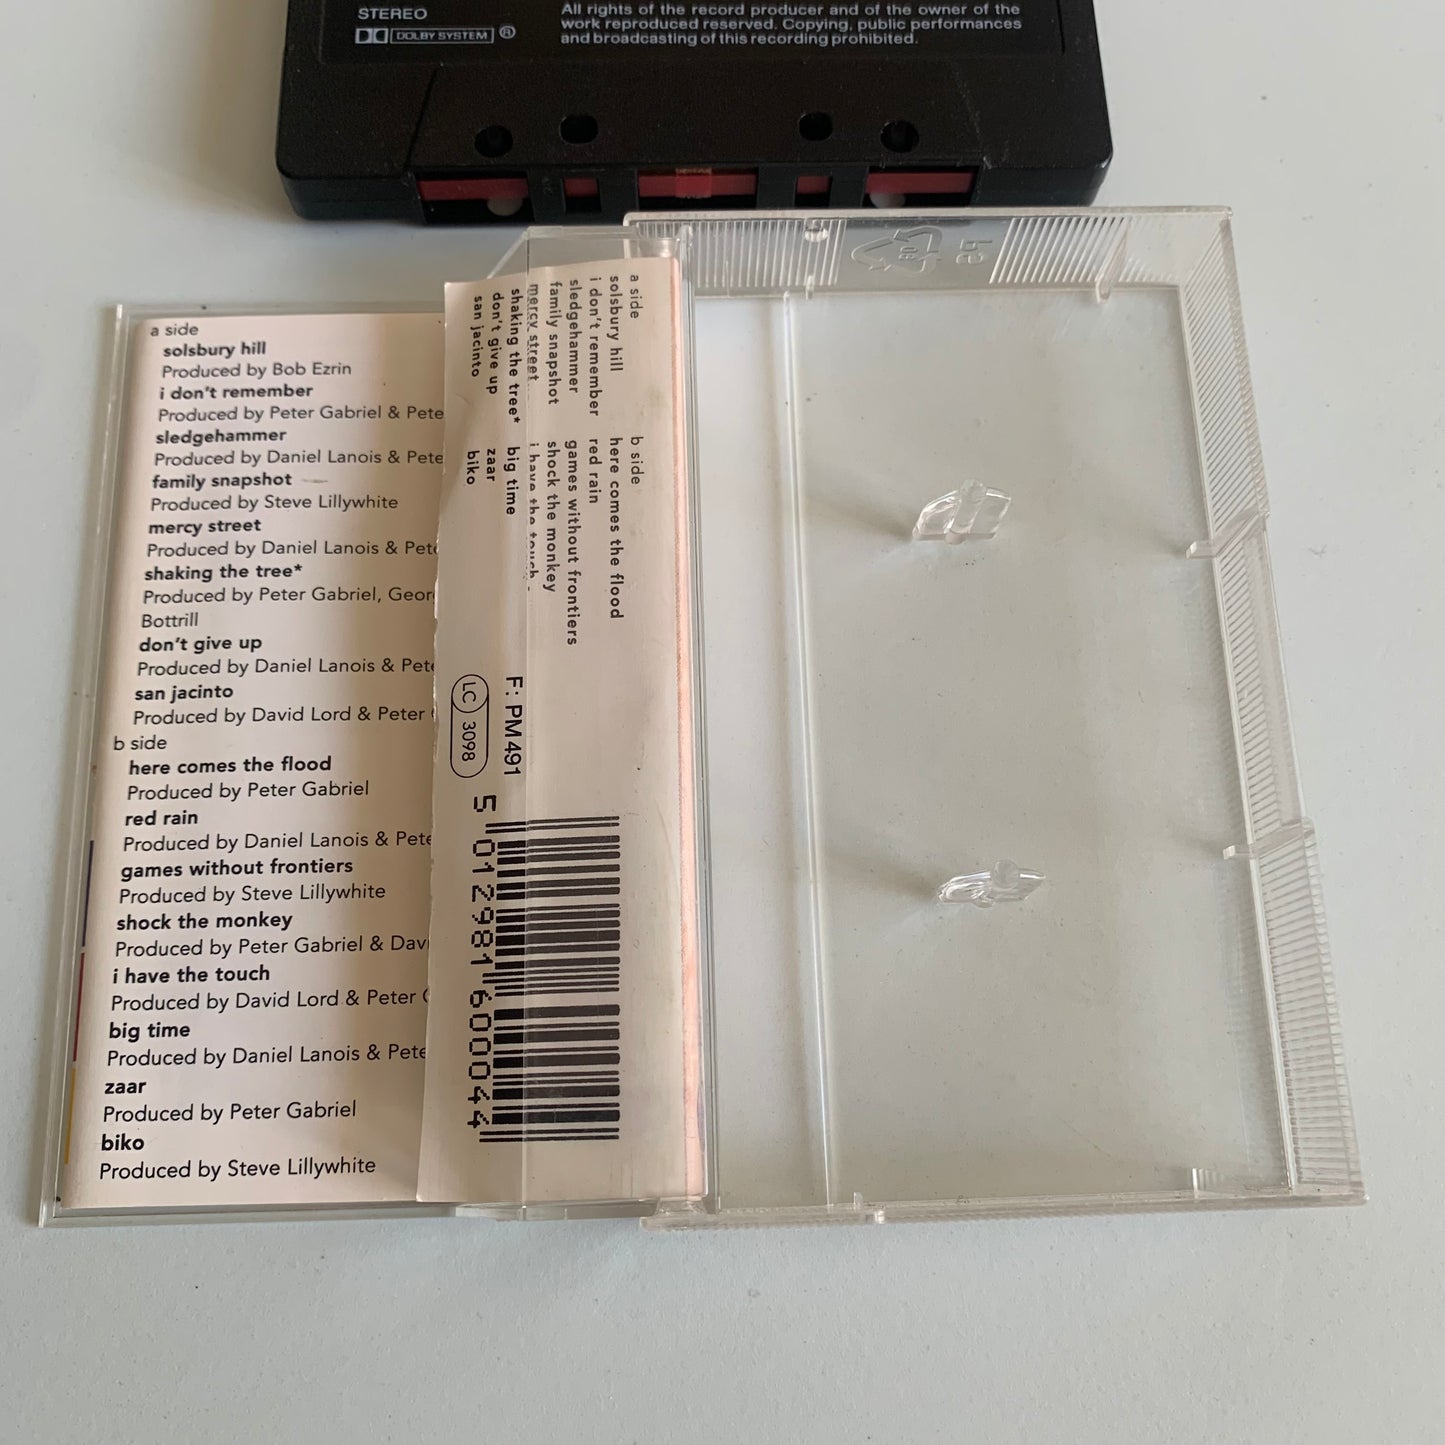 STEREO
DOLBY SYSTEM ®
All rights of the record producer and of the owner of the
work reproduced reserved. Copying, public performances
and broadcasting of this recording prohibited.
a side
solsbury hill
Produced by Bob Ezrin
i don't remember
Produced by Peter Gabriel & Pete
sledgehammer
Produced by Daniel Lanois & Pete
family snapshot
Produced by Steve Lillywhite
mercy street
Produced by Daniel Lanois & Pete
shaking the tree*
Produced by Peter Gabriel, Geor
Bottrill
don't give up
Produced by Daniel Lanois & Pete
san jacinto
Produced by David Lord & Peter
b side
here comes the flood
Produced by Peter Gabriel
red rain
Produced by Daniel Lanois & Pete
games without frontiers
Produced by Steve Lillywhite
shock the monkey
Produced by Peter Gabriel & Dav
i have the touch
Produced by David Lord & Peter
big time
Produced by Daniel Lanois & Pete
zaar
Produced by Peter Gabriel
biko
Produced by Steve Lillywhite
a side
solsbury hill
i don't remember
sledgehammer
family snapshot
mercy street
shaking the tree*
don't give up
san jacinto
b side
here comes the flood
red rain
games without frontiers
shock the monkey
i have the touch
big time
zaar
biko
F: PM 491
LC 3098
5 012981 600044
PS